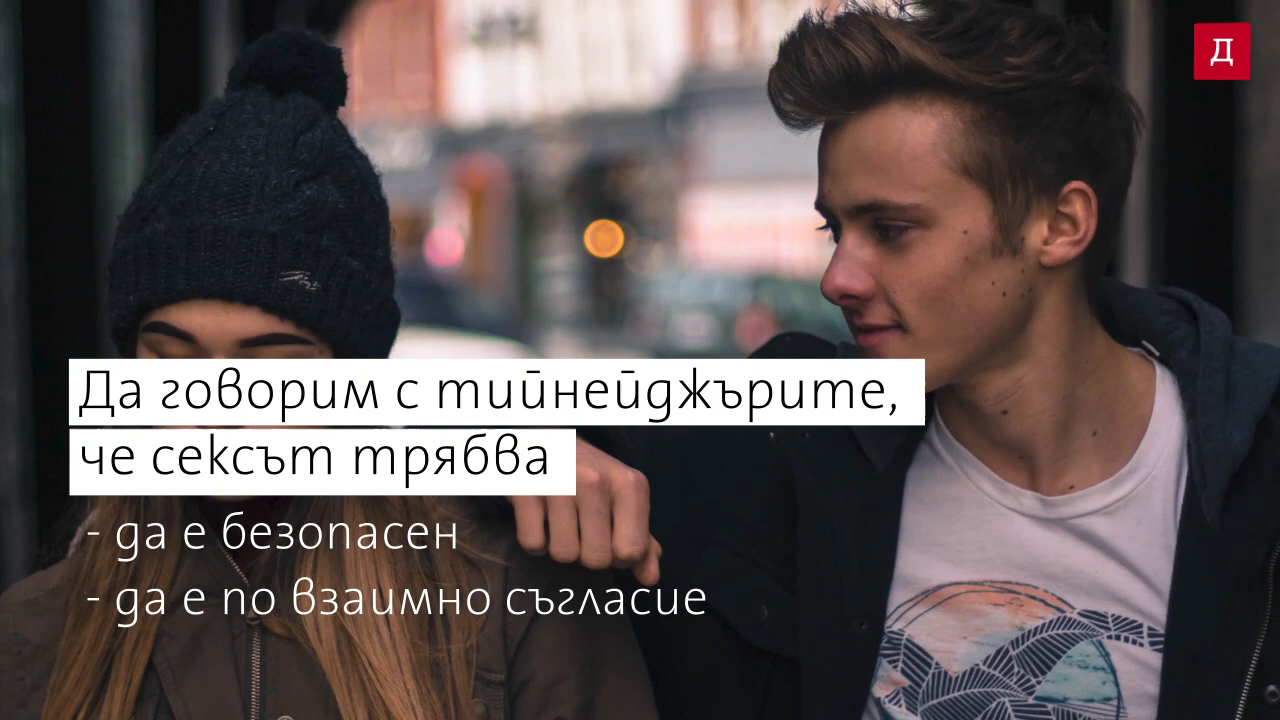 Д
Да говорим с тийнейджърите,
че сексът трябва
- да е безопасен
- да е по взаимно съгласие